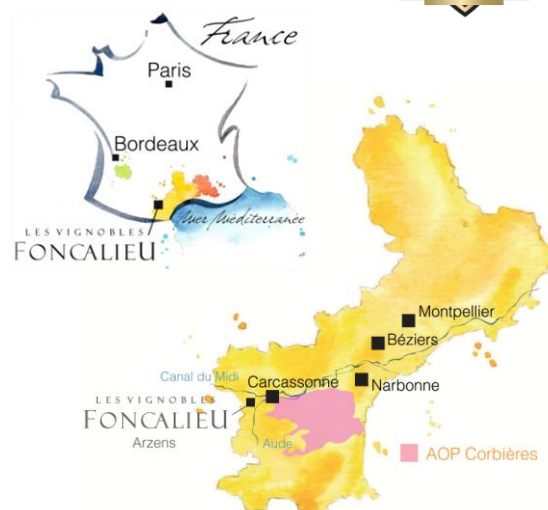 France
Paris
Bordeaux
Mer Méditerranée
LES VIGNOBLES
FONCALIEU
Montpellier
Béziers
Canal du Midi
Carcassonne
Narbonne
LES VIGNOBLES
FONCALIEU
Arzens
Aude
AOP Corbières